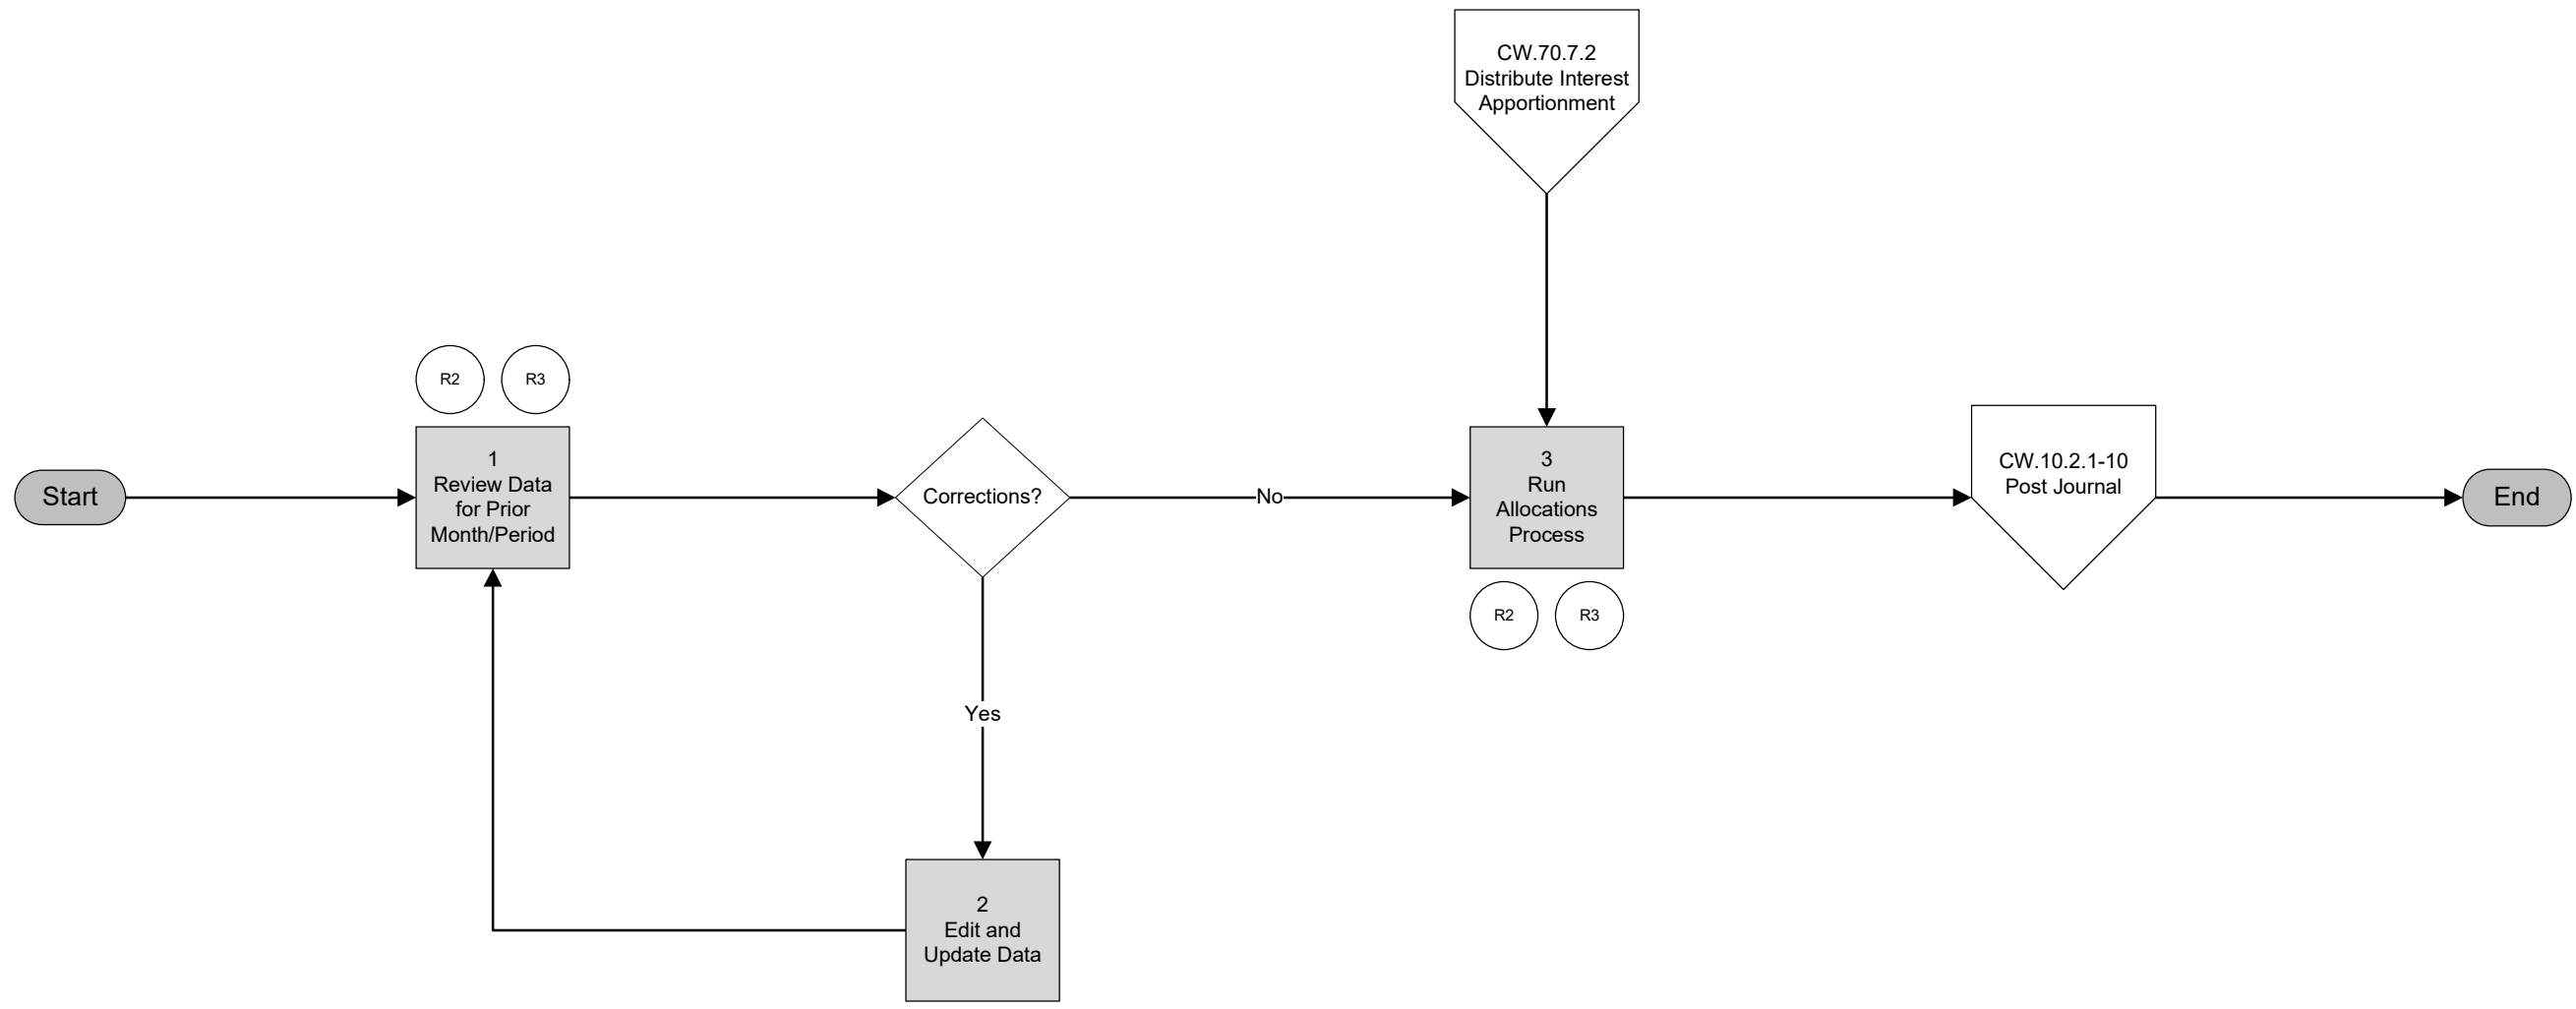 CW.70.7.2
Distribute Interest
Apportionment
R2
R3
Start
1
Review Data
for Prior
Month/Period
Corrections?
No
3
Run
Allocations
Process
CW.10.2.1-10
Post Journal
End
R2
R3
Yes
2
Edit and
Update Data